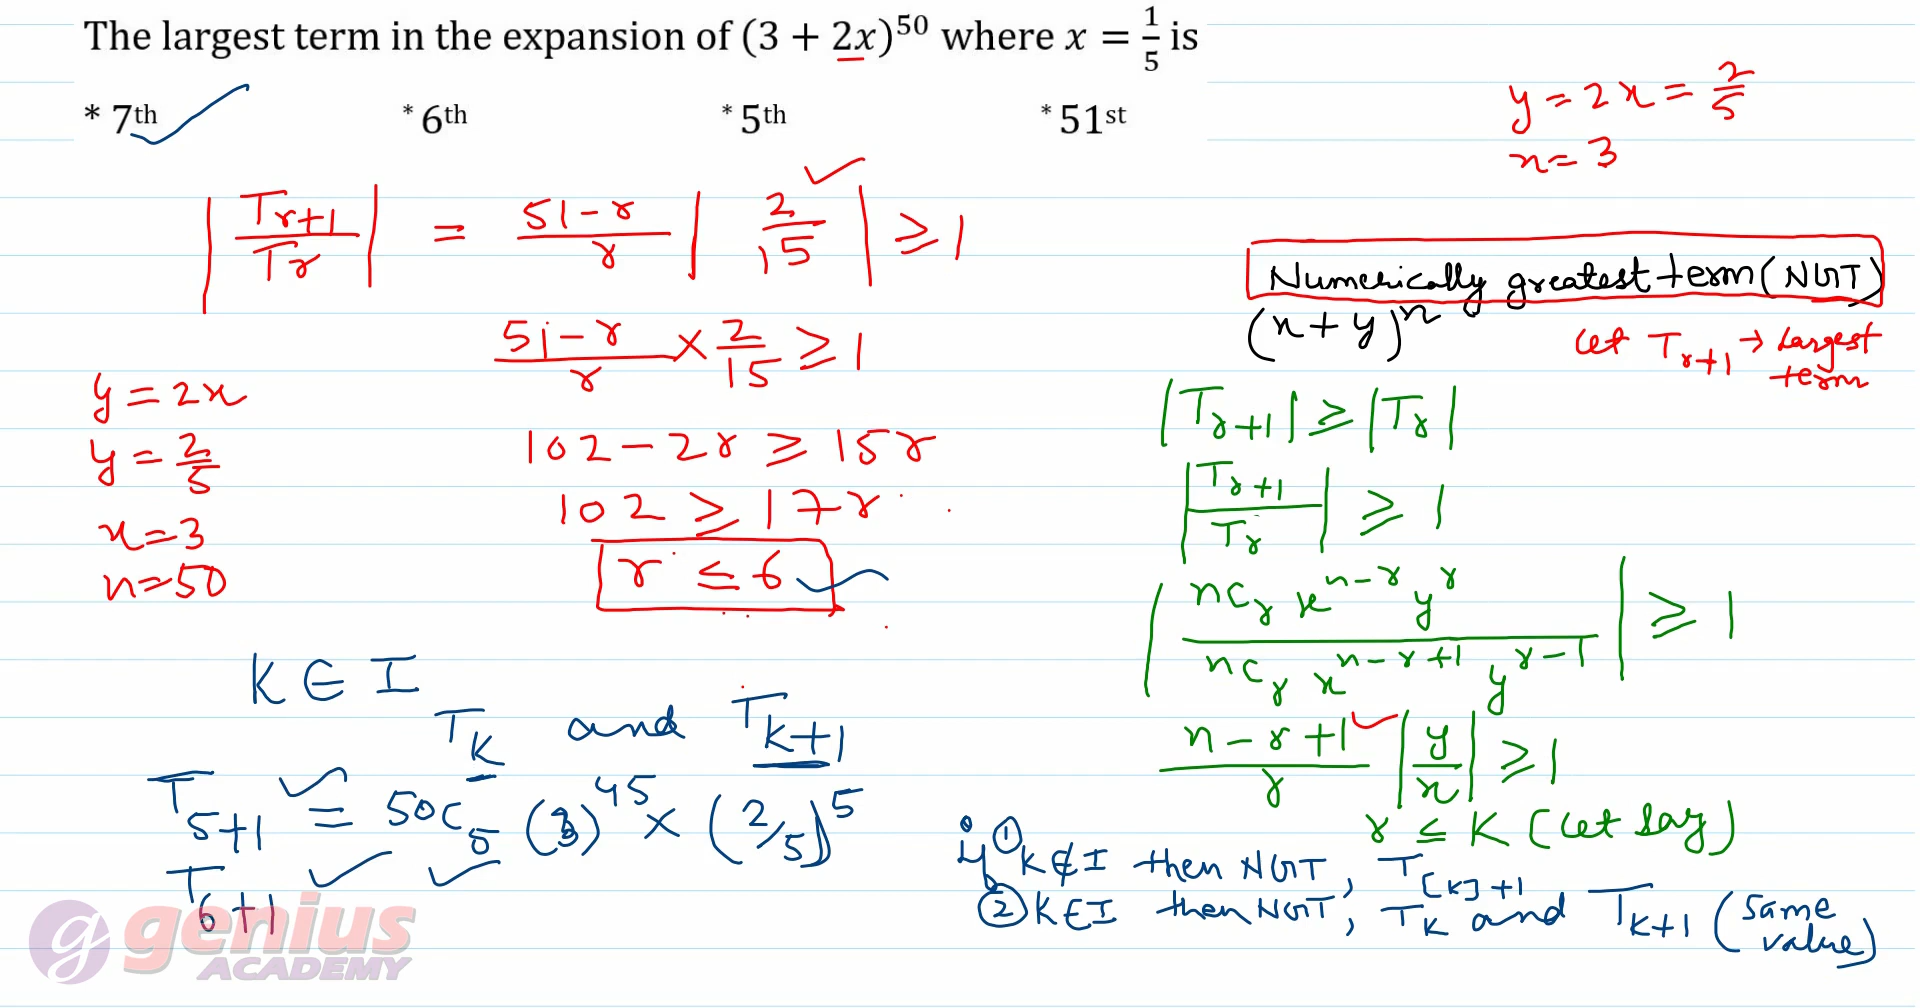 The largest term in the expansion of (3 + 2x)⁵⁰ where x = 1/5 is
* 7th ✓ * 6th * 5th * 51st
y = 2x = 2/5
x = 3
|T_{r+1}/T_r| = (51 - r)/r |2/15| ≥ 1 ✓
(51 - r)/r × 2/15 ≥ 1
102 - 2r ≥ 15r
102 ≥ 17r
r ≤ 6 ✓
y = 2x
y = 2/5
x = 3
n = 50
K ∈ I
T_K and T_{K+1}
T_{5+1} ✓ = 50C₅ (3)⁴⁵ × (2/5)⁵
T_{6+1} ✓ ✓
Numerically greatest term (NGT)
(x + y)ⁿ
Let T_{r+1} → Largest term
|T_{r+1}| ≥ |T_r|
|T_{r+1}/T_r| ≥ 1
|nC_r x^{n-r} y^r / nC_r x^{n-r+1} y^{r-1}| ≥ 1
(n - r + 1)/r ✓ |y/x| ≥ 1
r ≤ K (Let say)
if ① K ∉ I then NGT, T_{[K]+1}
② K ∈ I then NGT, T_K and T_{K+1} (same value)
genius
ACADEMY